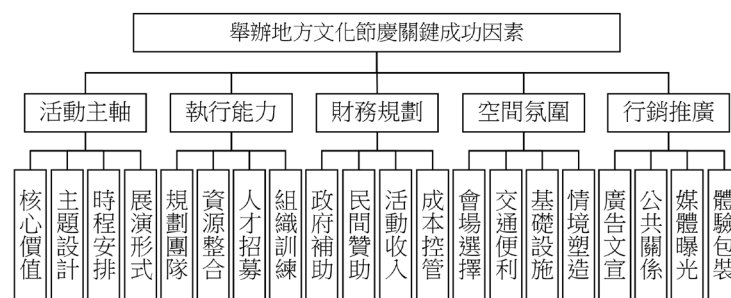 舉辦地方文化節慶關鍵成功因素
活動主軸
執行能力
財務規劃
空間氛圍
行銷推廣
核心價值
主題設計
時程安排
展演形式
規劃團隊
資源整合
人才招募
組織訓練
政府補助
民間贊助
活動收入
成本控管
會場選擇
交通便利
基礎設施
情境塑造
廣告文宣
公共關係
媒體曝光
體驗包裝